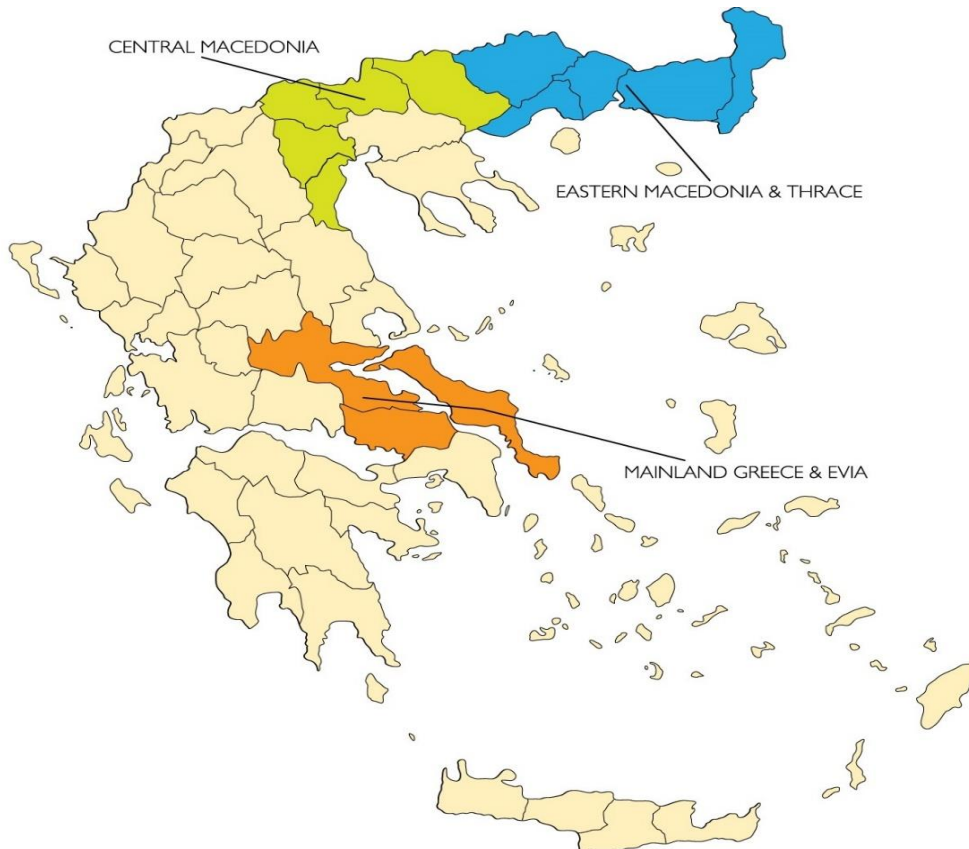 CENTRAL MACEDONIA
EASTERN MACEDONIA & THRACE
MAINLAND GREECE & EVIA